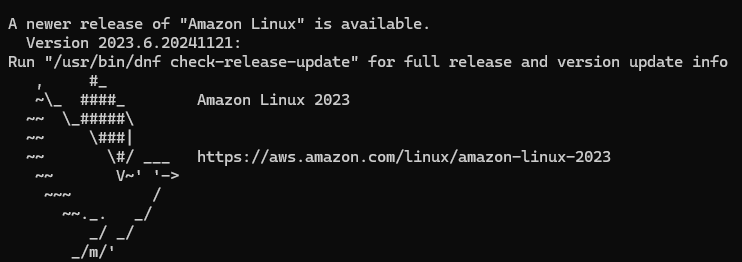 A newer release of "Amazon Linux" is available.
  Version 2023.6.20241121:
Run "/usr/bin/dnf check-release-update" for full release and version update info
   ,     #_
   ~\_  ####_        Amazon Linux 2023
  ~~  \_#####\
  ~~     \###|
  ~~       \#/ ___   https://aws.amazon.com/linux/amazon-linux-2023
   ~~       V~' '->
    ~~~         /
      ~~._.   _/
         _/ _/
       _/m/'